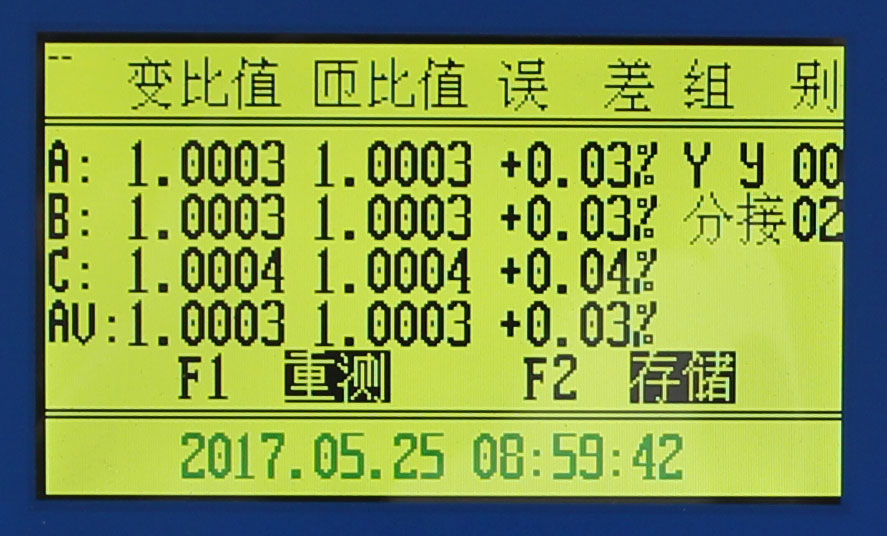 --
变比值 匝比值 误 差 组 别
A: 1.0003 1.0003 +0.03% Y y 00
B: 1.0003 1.0003 +0.03% 分接02
C: 1.0004 1.0004 +0.04%
AV:1.0003 1.0003 +0.03%
F1 重测 F2 存储
2017.05.25 08:59:42